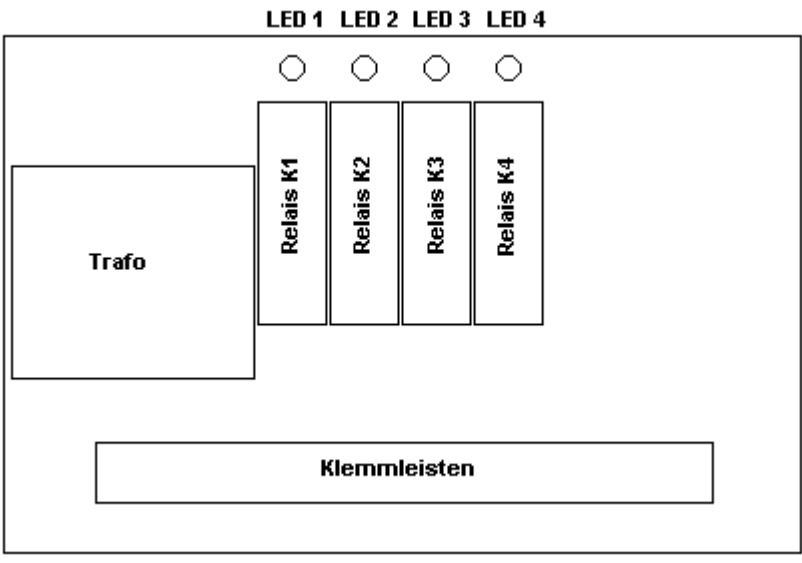 LED 1 LED 2 LED 3 LED 4
Relais K1
Relais K2
Relais K3
Relais K4
Trafo
Klemmleisten